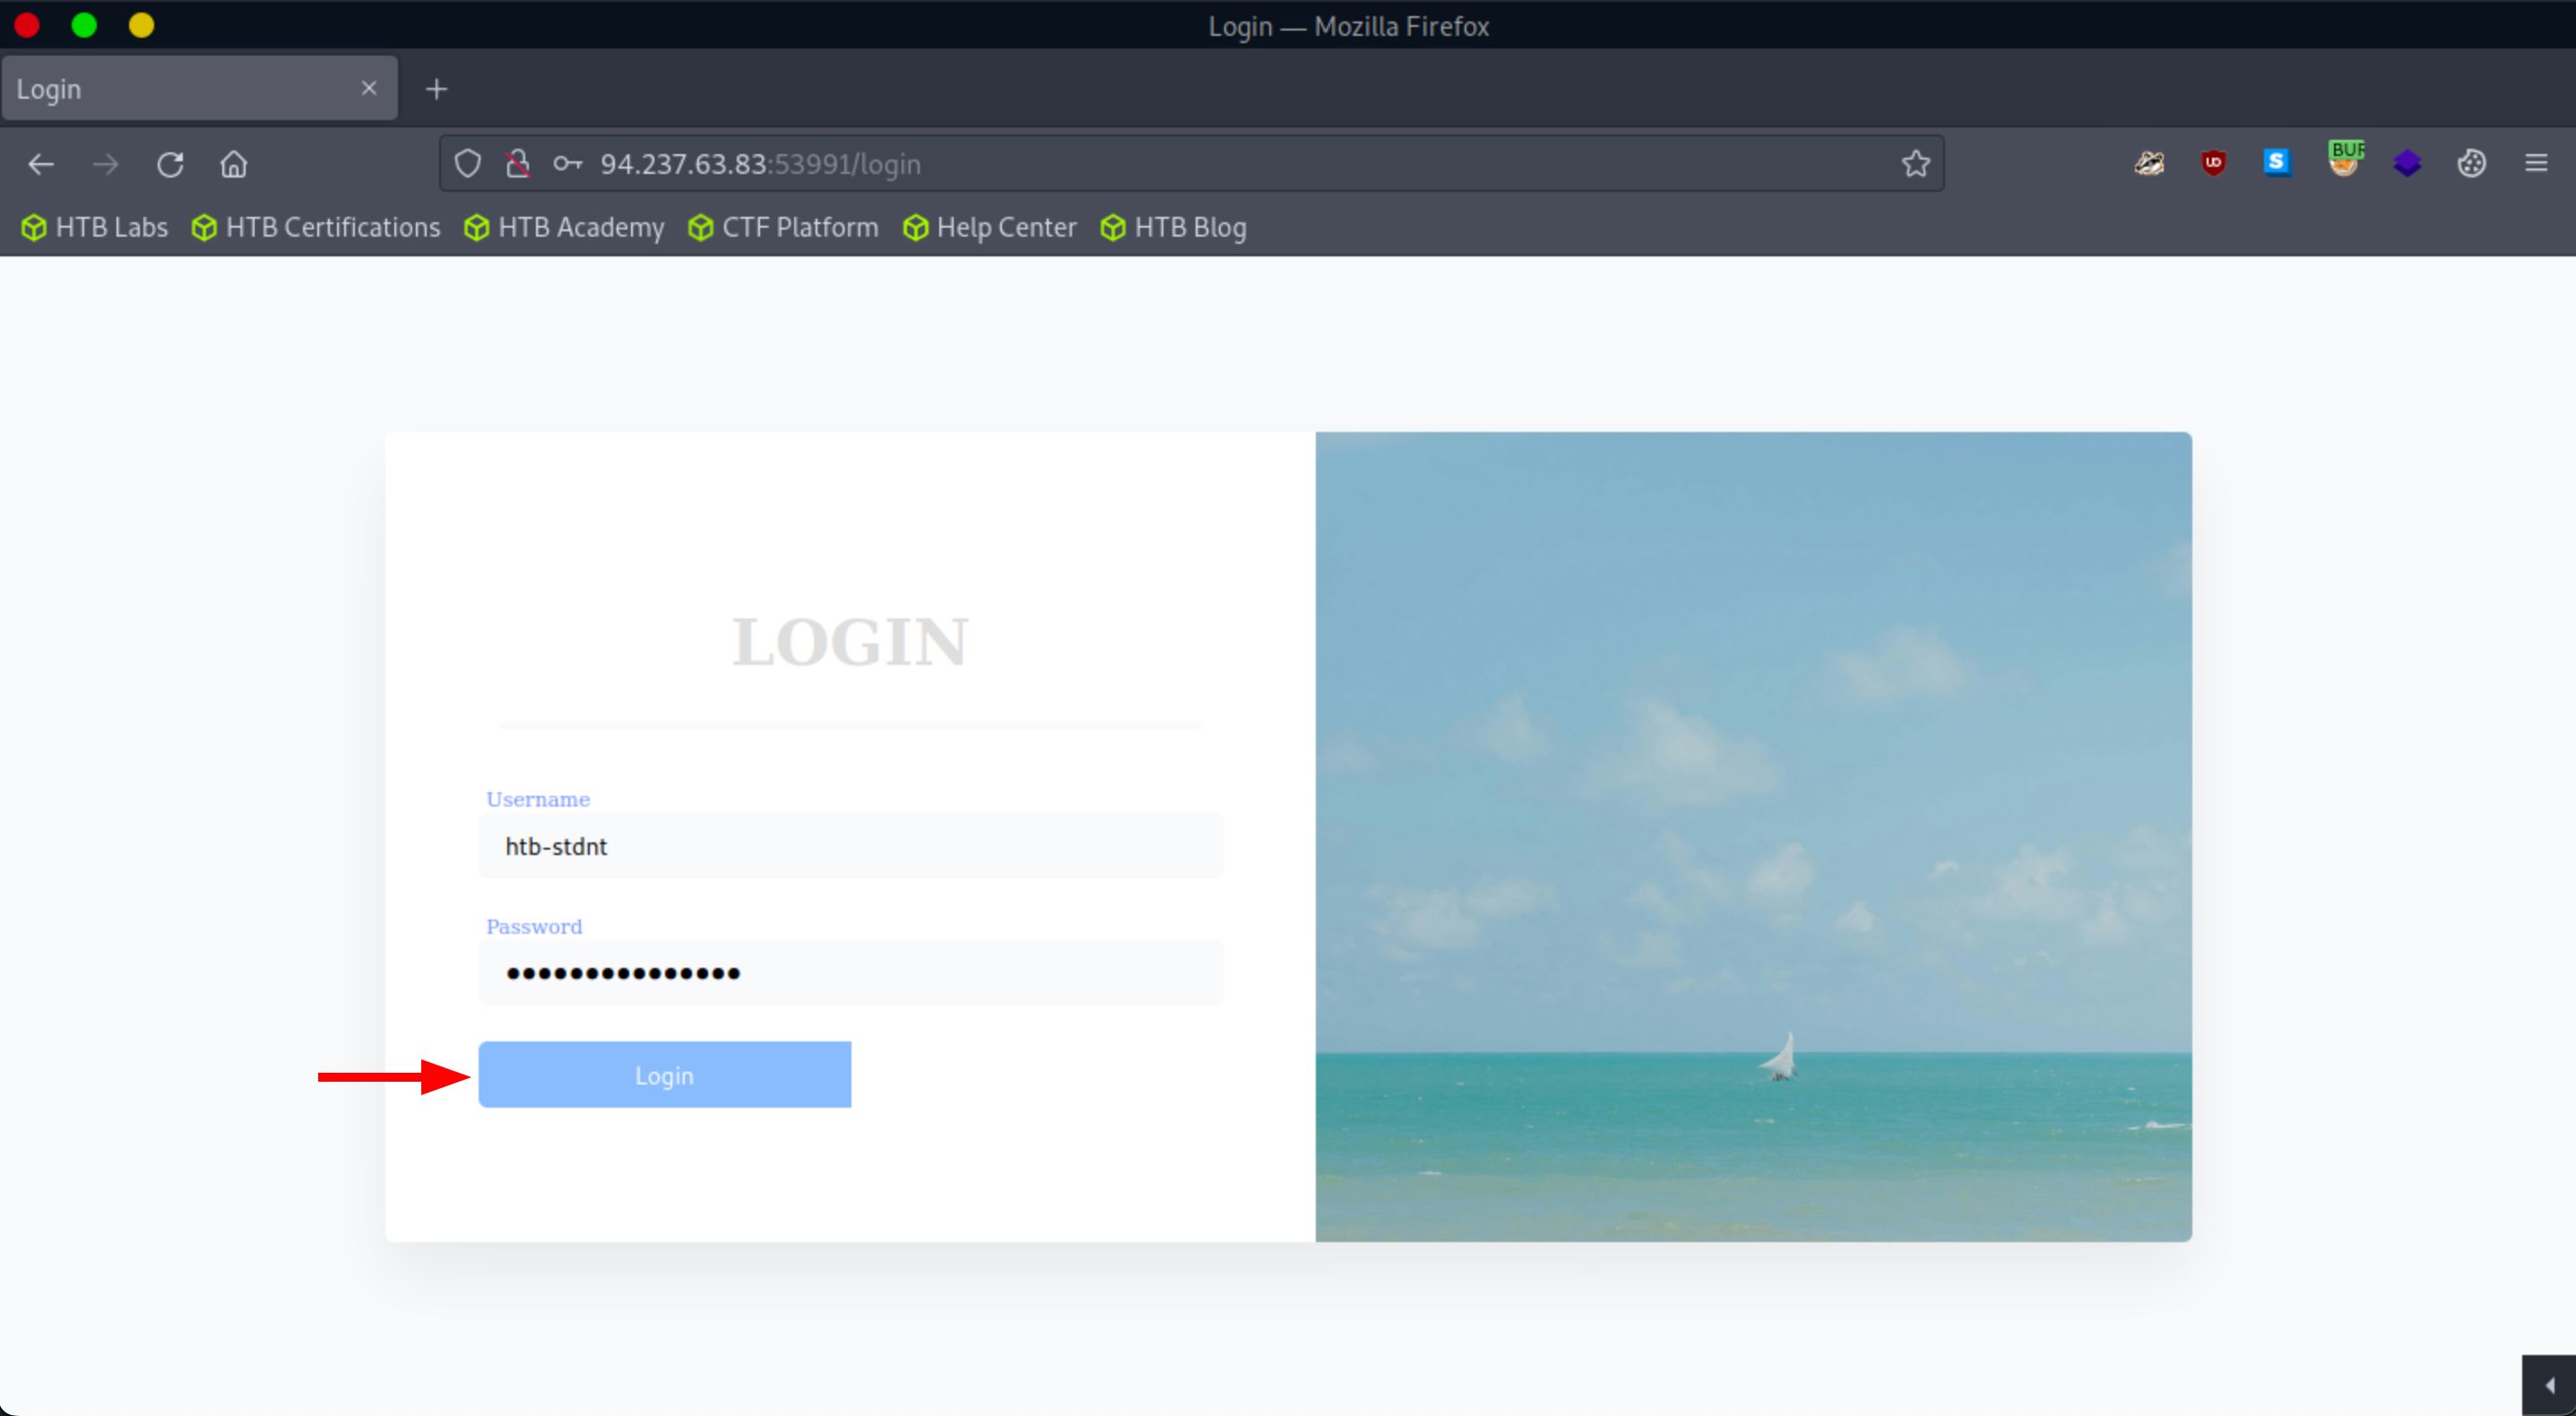 Login — Mozilla Firefox
Login
94.237.63.83:53991/login
BUR
HTB Labs HTB Certifications HTB Academy CTF Platform Help Center HTB Blog
LOGIN
Username
htb-stdnt
Password
•••••••••••••••
Login